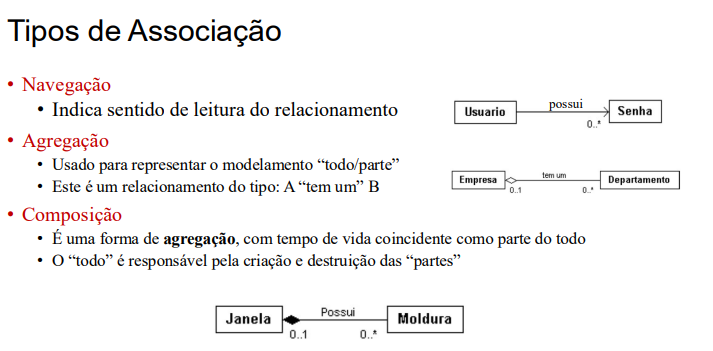 Tipos de Associação
• Navegação
• Indica sentido de leitura do relacionamento
Usuario possui Senha
0..*
• Agregação
• Usado para representar o modelamento “todo/parte”
• Este é um relacionamento do tipo: A “tem um” B
Empresa tem um Departamento
0..1 0..*
• Composição
• É uma forma de agregação, com tempo de vida coincidente como parte do todo
• O “todo” é responsável pela criação e destruição das “partes”
Janela Possui Moldura
0..1 0..*